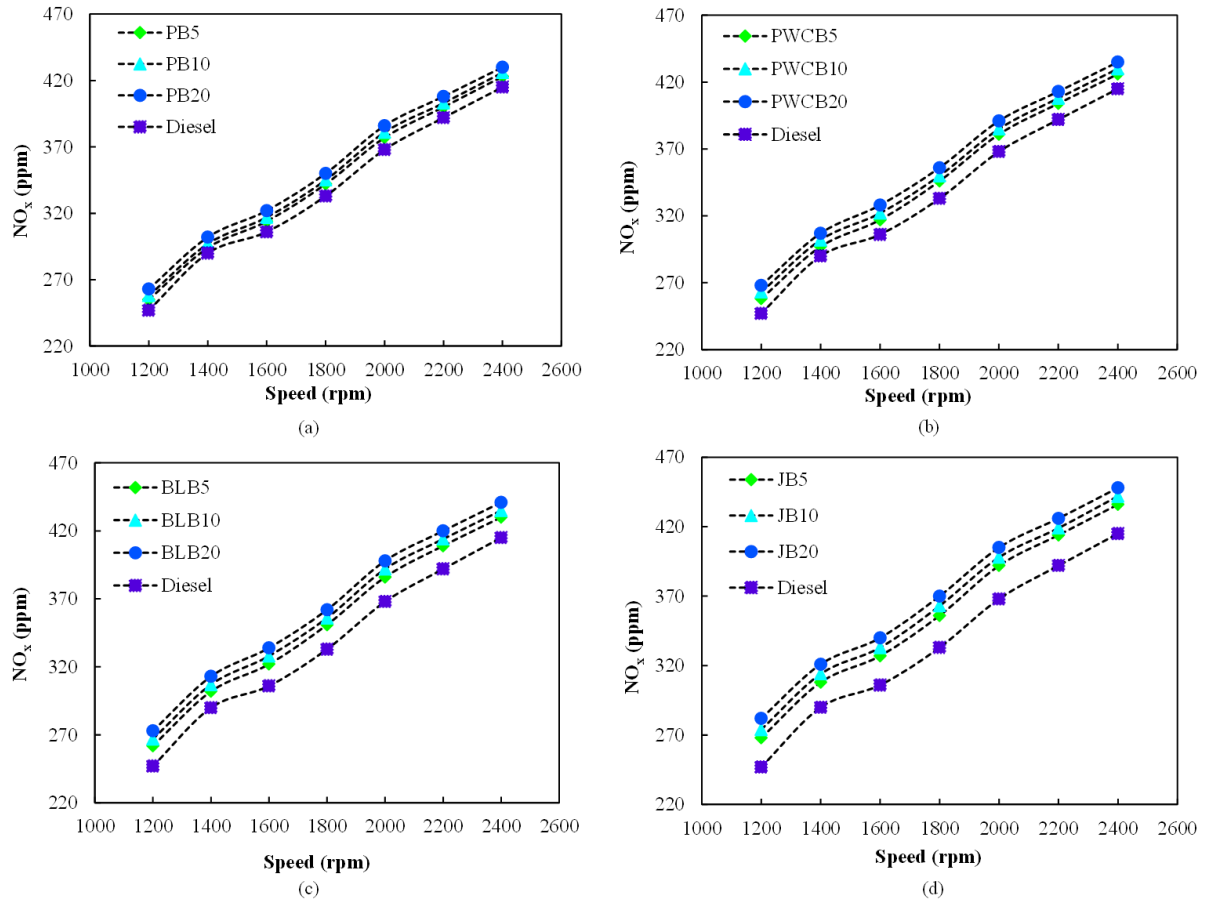 470
420
370
320
270
220
NOx (ppm)
PB5
PB10
PB20
Diesel
1000 1200 1400 1600 1800 2000 2200 2400 2600
Speed (rpm)
(a)
470
420
370
320
270
220
NOx (ppm)
PWCB5
PWCB10
PWCB20
Diesel
1000 1200 1400 1600 1800 2000 2200 2400 2600
Speed (rpm)
(b)
470
420
370
320
270
220
NOx (ppm)
BLB5
BLB10
BLB20
Diesel
1000 1200 1400 1600 1800 2000 2200 2400 2600
Speed (rpm)
(c)
470
420
370
320
270
220
NOx (ppm)
JB5
JB10
JB20
Diesel
1000 1200 1400 1600 1800 2000 2200 2400 2600
Speed (rpm)
(d)